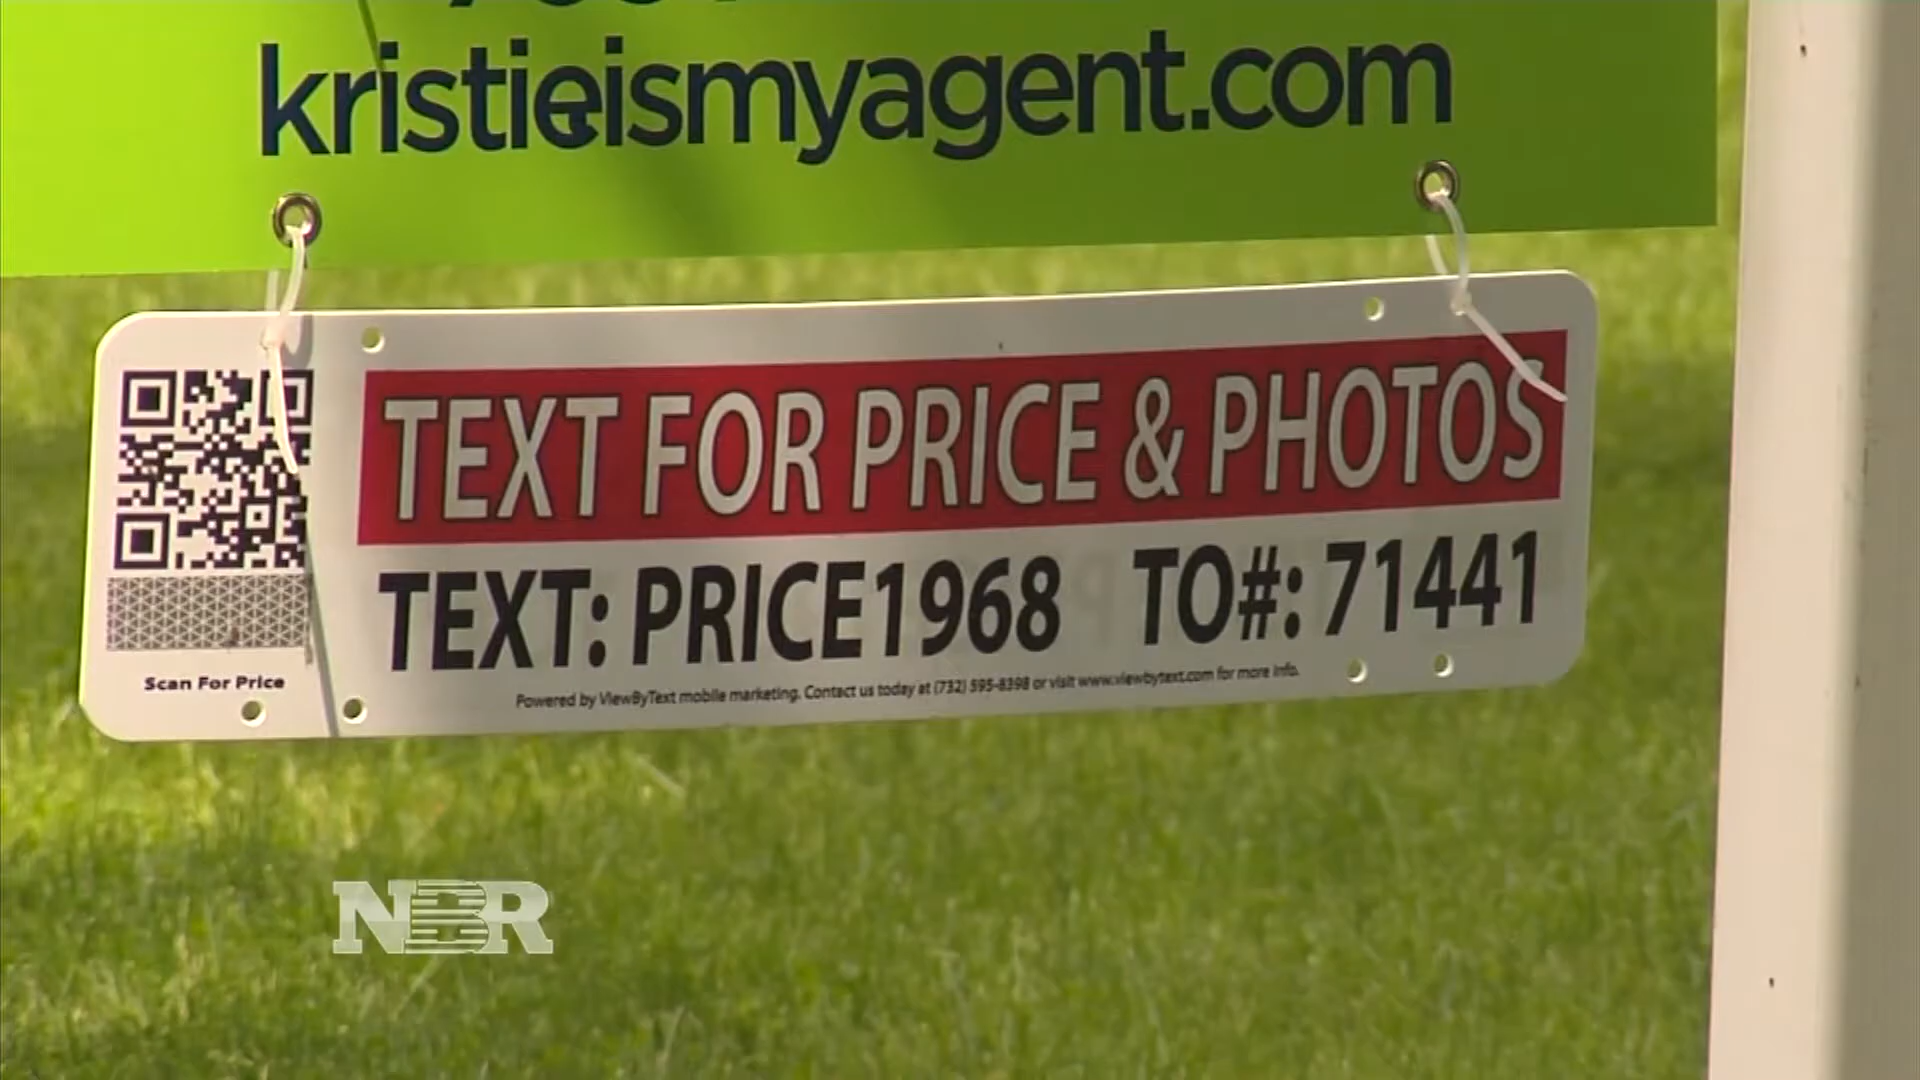 kristieismyagent.com
TEXT FOR PRICE & PHOTOS
TEXT: PRICE1968 TO#: 71441
Scan For Price
Powered by ViewByText mobile marketing. Contact us today at (732) 595-8398 or visit www.viewbytext.com for more info.
NBR